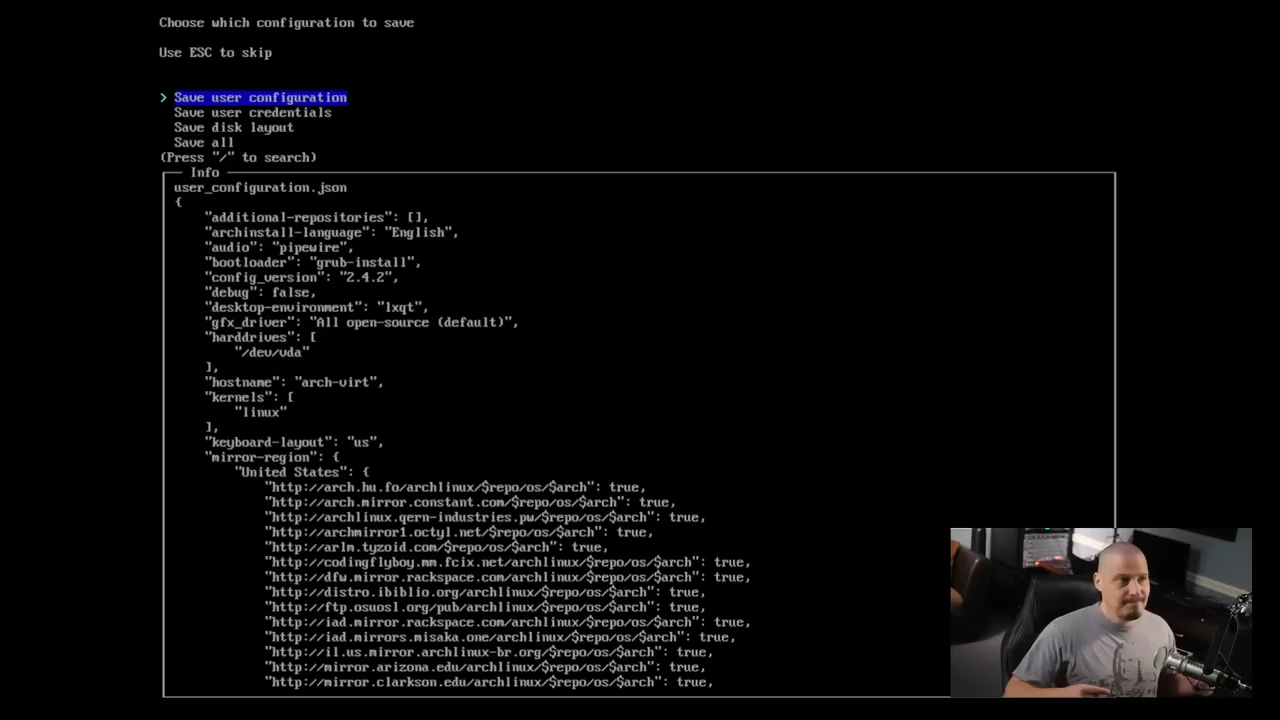 Choose which configuration to save
Use ESC to skip
> Save user configuration
Save user credentials
Save disk layout
Save all
(Press "/" to search)
Info
user_configuration.json
{
"additional-repositories": [],
"archinstall-language": "English",
"audio": "pipewire",
"bootloader": "grub-install",
"config_version": "2.4.2",
"debug": false,
"desktop-environment": "lxqt",
"gfx_driver": "All open-source (default)",
"harddrives": [
"/dev/vda"
],
"hostname": "arch-virt",
"kernels": [
"linux"
],
"keyboard-layout": "us",
"mirror-region": {
"United States": {
"http://arch.hu.fo/archlinux/$repo/os/$arch": true,
"http://arch.mirror.constant.com/$repo/os/$arch": true,
"http://archlinux.qern-industries.pw/$repo/os/$arch": true,
"http://archmirror1.octyl.net/$repo/os/$arch": true,
"http://arlm.tyzoid.com/$repo/os/$arch": true,
"http://codingflyboy.mm.fcix.net/archlinux/$repo/os/$arch": true,
"http://dfw.mirror.rackspace.com/archlinux/$repo/os/$arch": true,
"http://distro.ibiblio.org/archlinux/$repo/os/$arch": true,
"http://ftp.osuosl.org/pub/archlinux/$repo/os/$arch": true,
"http://iad.mirror.rackspace.com/archlinux/$repo/os/$arch": true,
"http://iad.mirrors.misaka.one/archlinux/$repo/os/$arch": true,
"http://il.us.mirror.archlinux-br.org/$repo/os/$arch": true,
"http://mirror.arizona.edu/archlinux/$repo/os/$arch": true,
"http://mirror.clarkson.edu/archlinux/$repo/os/$arch": true,